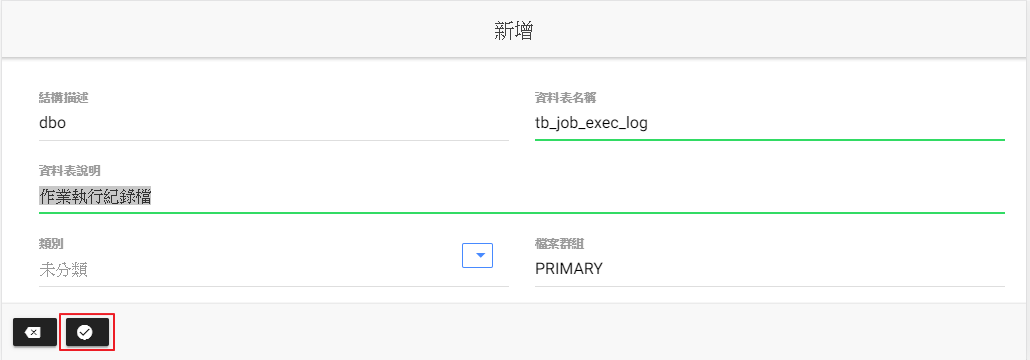 新增
結構描述
資料表名稱
dbo
tb_job_exec_log
資料表說明
作業執行紀錄檔
類別
檔案群組
未分類
PRIMARY